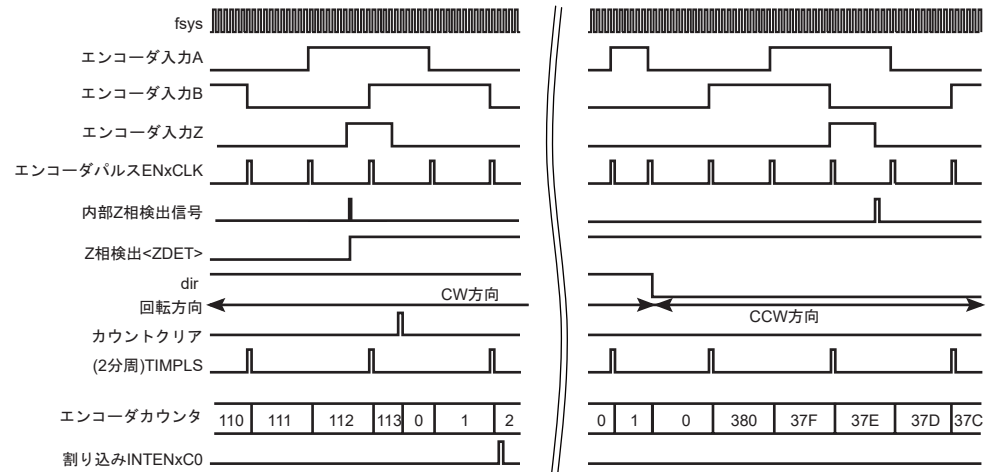 fsys
エンコーダ入力A
エンコーダ入力B
エンコーダ入力Z
エンコーダパルスENxCLK
内部Z相検出信号
Z相検出<ZDET>
dir
回転方向 CW方向 CCW方向
カウントクリア
(2分周)TIMPLS
エンコーダカウンタ 110 111 112 113 0 1 2 0 1 0 380 37F 37E 37D 37C
割り込みINTENxC0